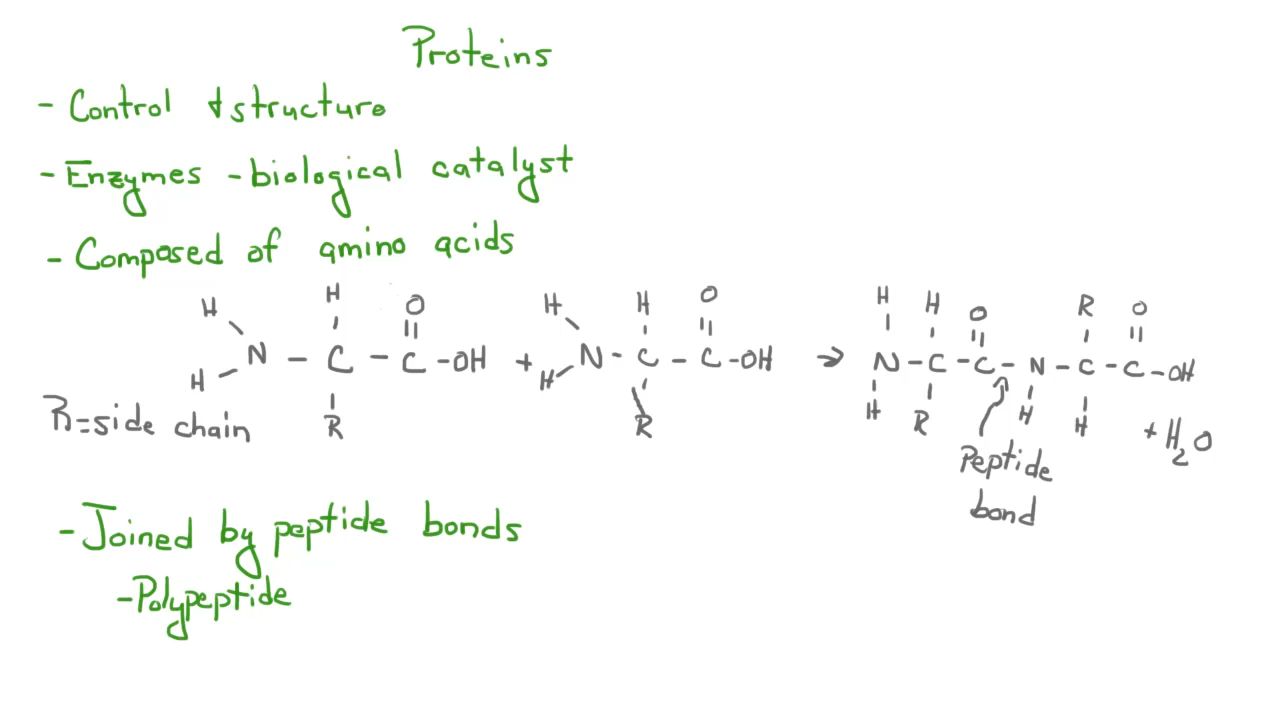 Proteins
- Control & structure
- Enzymes - biological catalyst
- Composed of amino acids
H H O H H O H H O R O
N - C - C - OH + N - C - C - OH → N - C - C - N - C - C - OH
H R H R H R H H + H2O
R = side chain
Peptide
bond
- Joined by peptide bonds
- Polypeptide